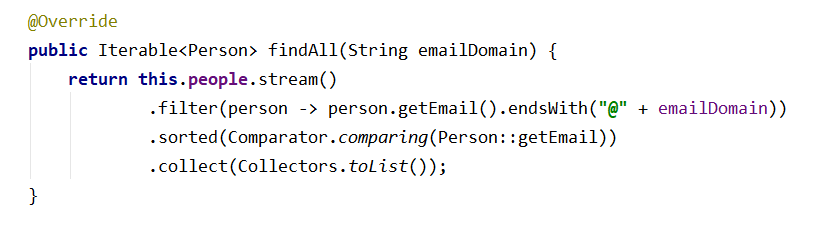 @Override
public Iterable<Person> findAll(String emailDomain) {
    return this.people.stream()
            .filter(person -> person.getEmail().endsWith("@" + emailDomain))
            .sorted(Comparator.comparing(Person::getEmail))
            .collect(Collectors.toList());
}